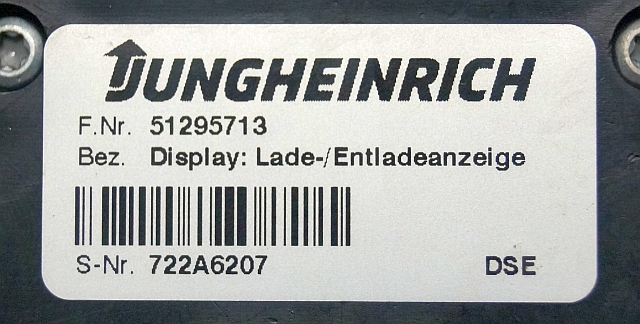 JUNGHEINRICH
F.Nr. 51295713
Bez. Display: Lade-/Entladeanzeige
S-Nr. 722A6207 DSE